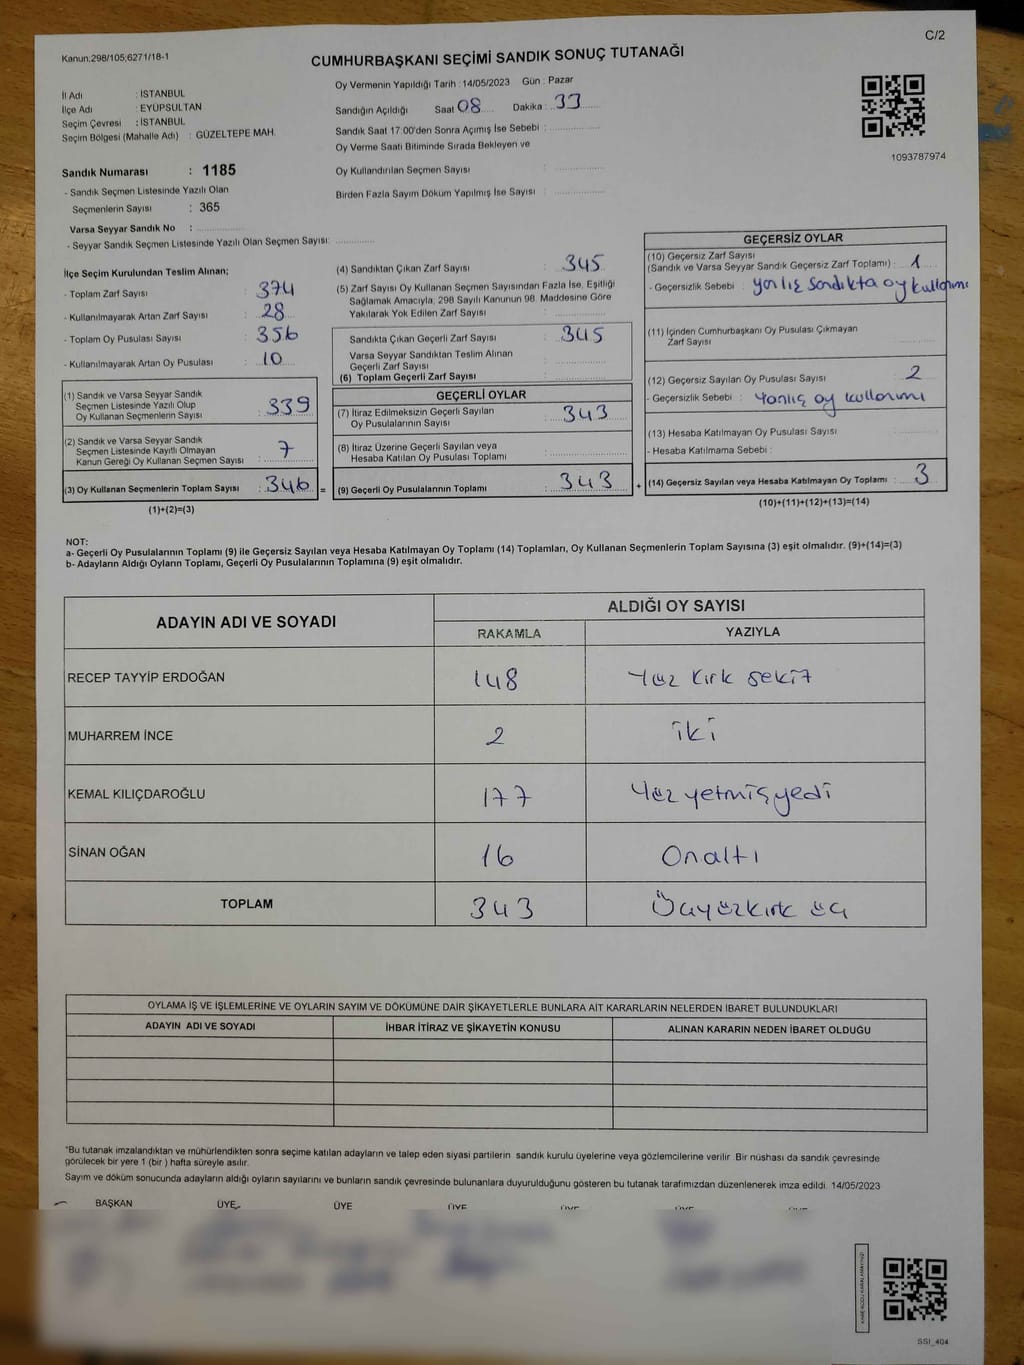 C/2
Kanun:298/105;6271/18-1
CUMHURBAŞKANI SEÇİMİ SANDIK SONUÇ TUTANAĞI
Oy Vermenin Yapıldığı Tarih : 14/05/2023 Gün : Pazar
İl Adı : İSTANBUL
İlçe Adı : EYÜPSULTAN
Seçim Çevresi : İSTANBUL
Seçim Bölgesi (Mahalle Adı) : GÜZELTEPE MAH.
Sandığın Açıldığı Saat 08 Dakika : 33
Sandık Saat 17:00'den Sonra Açımış İse Sebebi :
Oy Verme Saati Bitiminde Sırada Bekleyen ve
Oy Kullandırılan Seçmen Sayısı :
Birden Fazla Sayım Döküm Yapılmış İse Sayısı :
1093787974
Sandık Numarası : 1185
- Sandık Seçmen Listesinde Yazılı Olan
Seçmenlerin Sayısı : 365
Varsa Seyyar Sandık No :
- Seyyar Sandık Seçmen Listesinde Yazılı Olan Seçmen Sayısı:
İlçe Seçim Kurulundan Teslim Alınan;
- Toplam Zarf Sayısı : 374
- Kullanılmayarak Artan Zarf Sayısı : 28
- Toplam Oy Pusulası Sayısı : 356
- Kullanılmayarak Artan Oy Pusulası : 10
(1) Sandık ve Varsa Seyyar Sandık
Seçmen Listesinde Yazılı Olup
Oy Kullanan Seçmenlerin Sayısı : 339
(2) Sandık ve Varsa Seyyar Sandık
Seçmen Listesinde Kayıtlı Olmayan
Kanun Gereği Oy Kullanan Seçmen Sayısı : 7
(3) Oy Kullanan Seçmenlerin Toplam Sayısı : 346 =
(1)+(2)=(3)
(4) Sandıktan Çıkan Zarf Sayısı : 345
(5) Zarf Sayısı Oy Kullanan Seçmen Sayısından Fazla İse, Eşitliği
Sağlamak Amacıyla, 298 Sayılı Kanunun 98. Maddesine Göre
Yakılarak Yok Edilen Zarf Sayısı :
Sandıkta Çıkan Geçerli Zarf Sayısı : 345
Varsa Seyyar Sandıktan Teslim Alınan
Geçerli Zarf Sayısı :
(6) Toplam Geçerli Zarf Sayısı :
GEÇERLİ OYLAR
(7) İtiraz Edilmeksizin Geçerli Sayılan
Oy Pusulalarının Sayısı : 343
(8) İtiraz Üzerine Geçerli Sayılan veya
Hesaba Katılan Oy Pusulası Toplamı :
(9) Geçerli Oy Pusulalarının Toplamı : 343 +
GEÇERSİZ OYLAR
(10) Geçersiz Zarf Sayısı
(Sandık ve Varsa Seyyar Sandık Geçersiz Zarf Toplamı) : 1
- Geçersizlik Sebebi : yanlış sandıkta oy kullanımı
(11) İçinden Cumhurbaşkanı Oy Pusulası Çıkmayan
Zarf Sayısı
(12) Geçersiz Sayılan Oy Pusulası Sayısı : 2
- Geçersizlik Sebebi : Yanlış oy kullanımı
(13) Hesaba Katılmayan Oy Pusulası Sayısı :
- Hesaba Katılmama Sebebi :
(14) Geçersiz Sayılan veya Hesaba Katılmayan Oy Toplamı : 3
(10)+(11)+(12)+(13)=(14)
NOT:
a- Geçerli Oy Pusulalarının Toplamı (9) ile Geçersiz Sayılan veya Hesaba Katılmayan Oy Toplamı (14) Toplamları, Oy Kullanan Seçmenlerin Toplam Sayısına (3) eşit olmalıdır. (9)+(14)=(3)
b- Adayların Aldığı Oyların Toplamı, Geçerli Oy Pusulalarının Toplamına (9) eşit olmalıdır.
ADAYIN ADI VE SOYADI ALDIĞI OY SAYISI
RAKAMLA YAZIYLA
RECEP TAYYİP ERDOĞAN 148 Yüz kırk sekiz
MUHARREM İNCE 2 iki
KEMAL KILIÇDAROĞLU 177 Yüz yetmişyedi
SİNAN OĞAN 16 Onaltı
TOPLAM 343 Üçyüzkırk üç
OYLAMA İŞ VE İŞLEMLERİNE VE OYLARIN SAYIM VE DÖKÜMÜNE DAİR ŞİKAYETLERLE BUNLARA AİT KARARLARIN NELERDEN İBARET BULUNDUKLARI
ADAYIN ADI VE SOYADI İHBAR İTİRAZ VE ŞİKAYETİN KONUSU ALINAN KARARIN NEDEN İBARET OLDUĞU
*Bu tutanak imzalandıktan ve mühürlendikten sonra seçime katılan adayların ve talep eden siyasi partilerin sandık kurulu üyelerine veya gözlemcilerine verilir .Bir nüshası da sandık çevresinde
görülecek bir yere 1 (bir ) hafta süreyle asılır.
Sayım ve döküm sonucunda adayların aldığı oyların sayılarını ve bunların sandık çevresinde bulunanlara duyurulduğunu gösteren bu tutanak tarafımızdan düzenlenerek imza edildi. 14/05/2023
BAŞKAN ÜYE ÜYE ÜYE ÜYE ÜYE ÜYE
SSİ_404